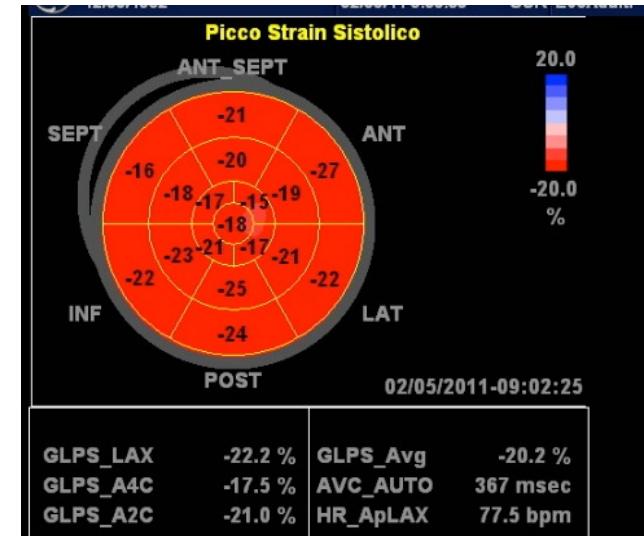 Picco Strain Sistolico
ANT_SEPT
20.0
SEPT
ANT
-21
-16
-20
-27
-18
-17
-15
-19
-20.0
%
-18
-23
-21
-17
-21
-22
-25
-22
INF
LAT
-24
POST
02/05/2011-09:02:25
GLPS_LAX -22.2 %
GLPS_Avg -20.2 %
GLPS_A4C -17.5 %
AVC_AUTO 367 msec
GLPS_A2C -21.0 %
HR_ApLAX 77.5 bpm